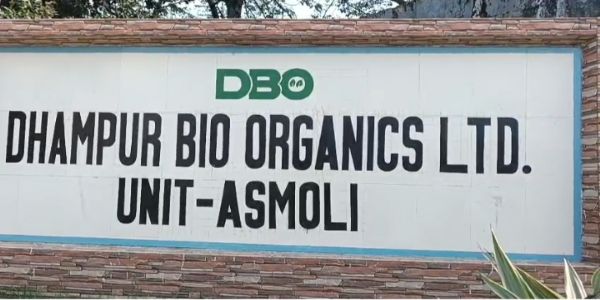 DBO
DHAMPUR BIO ORGANICS LTD.
UNIT-ASMOLI